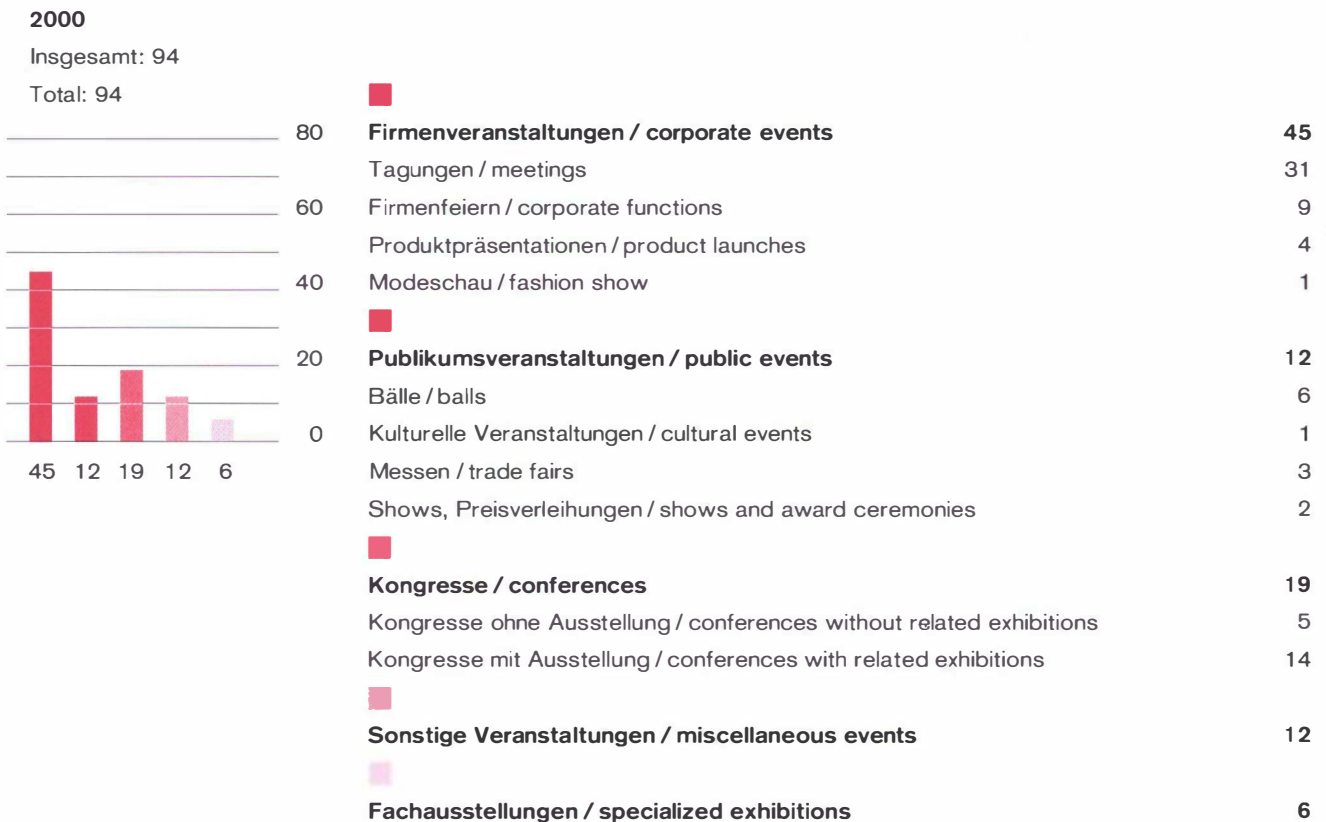 2000
Insgesamt: 94
Total: 94
80
60
40
20
0
45 12 19 12 6
Firmenveranstaltungen / corporate events 45
Tagungen / meetings 31
Firmenfeiern / corporate functions 9
Produktpräsentationen / product launches 4
Modeschau / fashion show 1
Publikumsveranstaltungen / public events 12
Bälle / balls 6
Kulturelle Veranstaltungen / cultural events 1
Messen / trade fairs 3
Shows, Preisverleihungen / shows and award ceremonies 2
Kongresse / conferences 19
Kongresse ohne Ausstellung / conferences without related exhibitions 5
Kongresse mit Ausstellung / conferences with related exhibitions 14
Sonstige Veranstaltungen / miscellaneous events 12
Fachausstellungen / specialized exhibitions 6